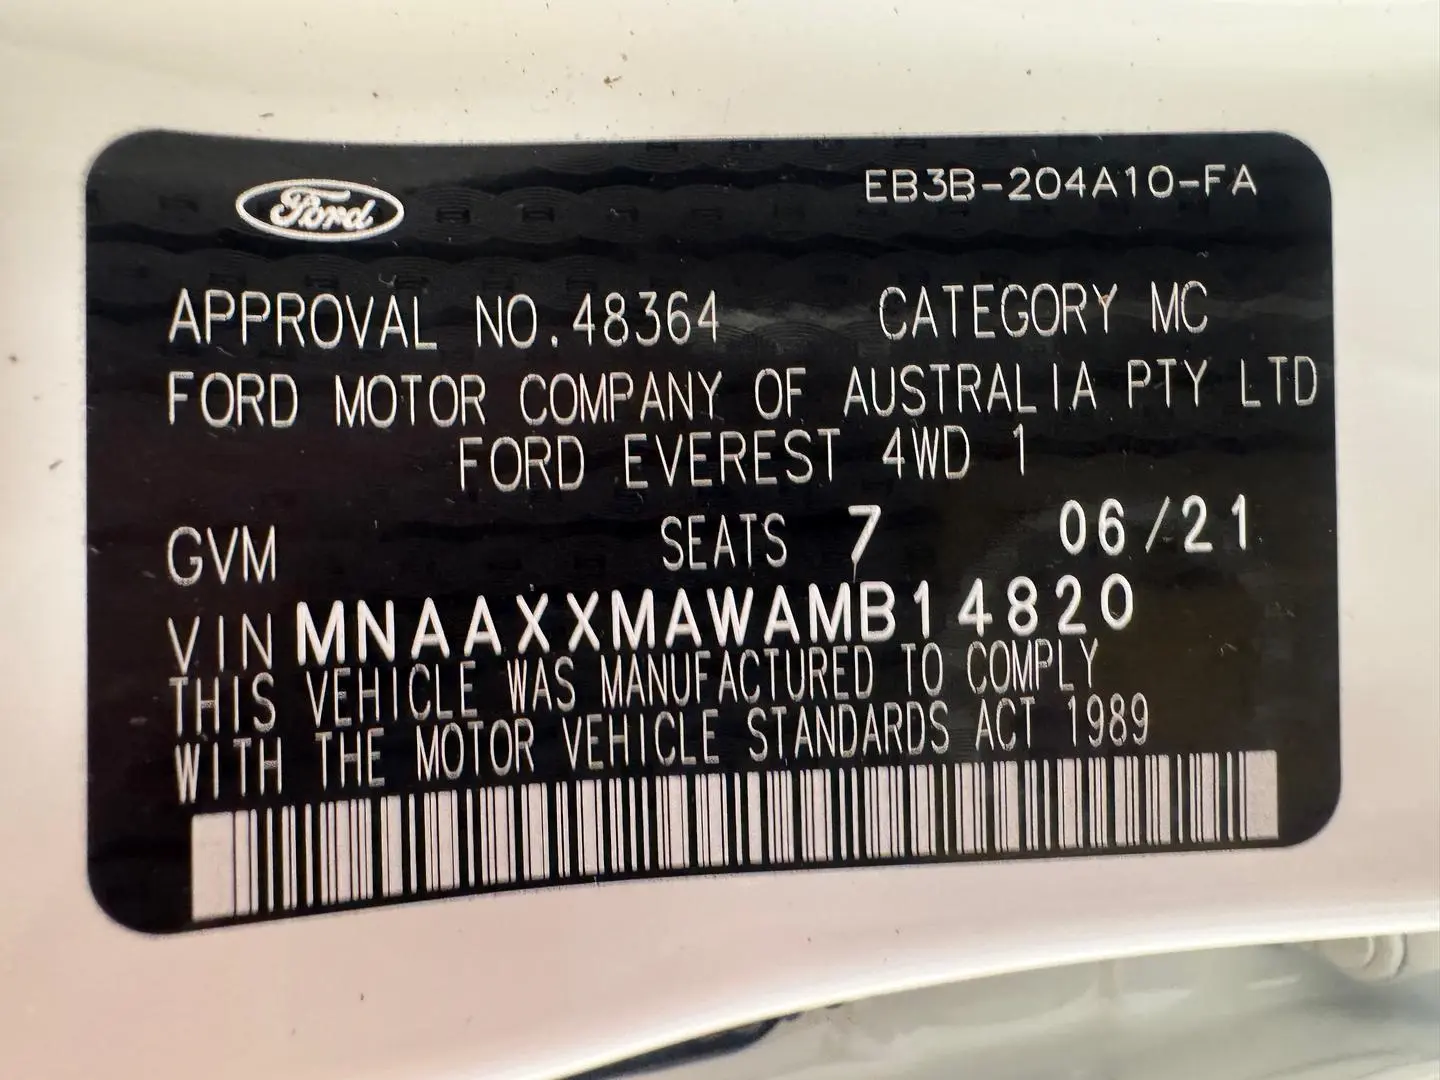 Ford
EB3B-204A10-FA
APPROVAL NO.48364 CATEGORY MC
FORD MOTOR COMPANY OF AUSTRALIA PTY LTD
FORD EVEREST 4WD 1
GVM SEATS 7 06/21
VIN MNAAXXMAWAMB14820
THIS VEHICLE WAS MANUFACTURED TO COMPLY
WITH THE MOTOR VEHICLE STANDARDS ACT 1989